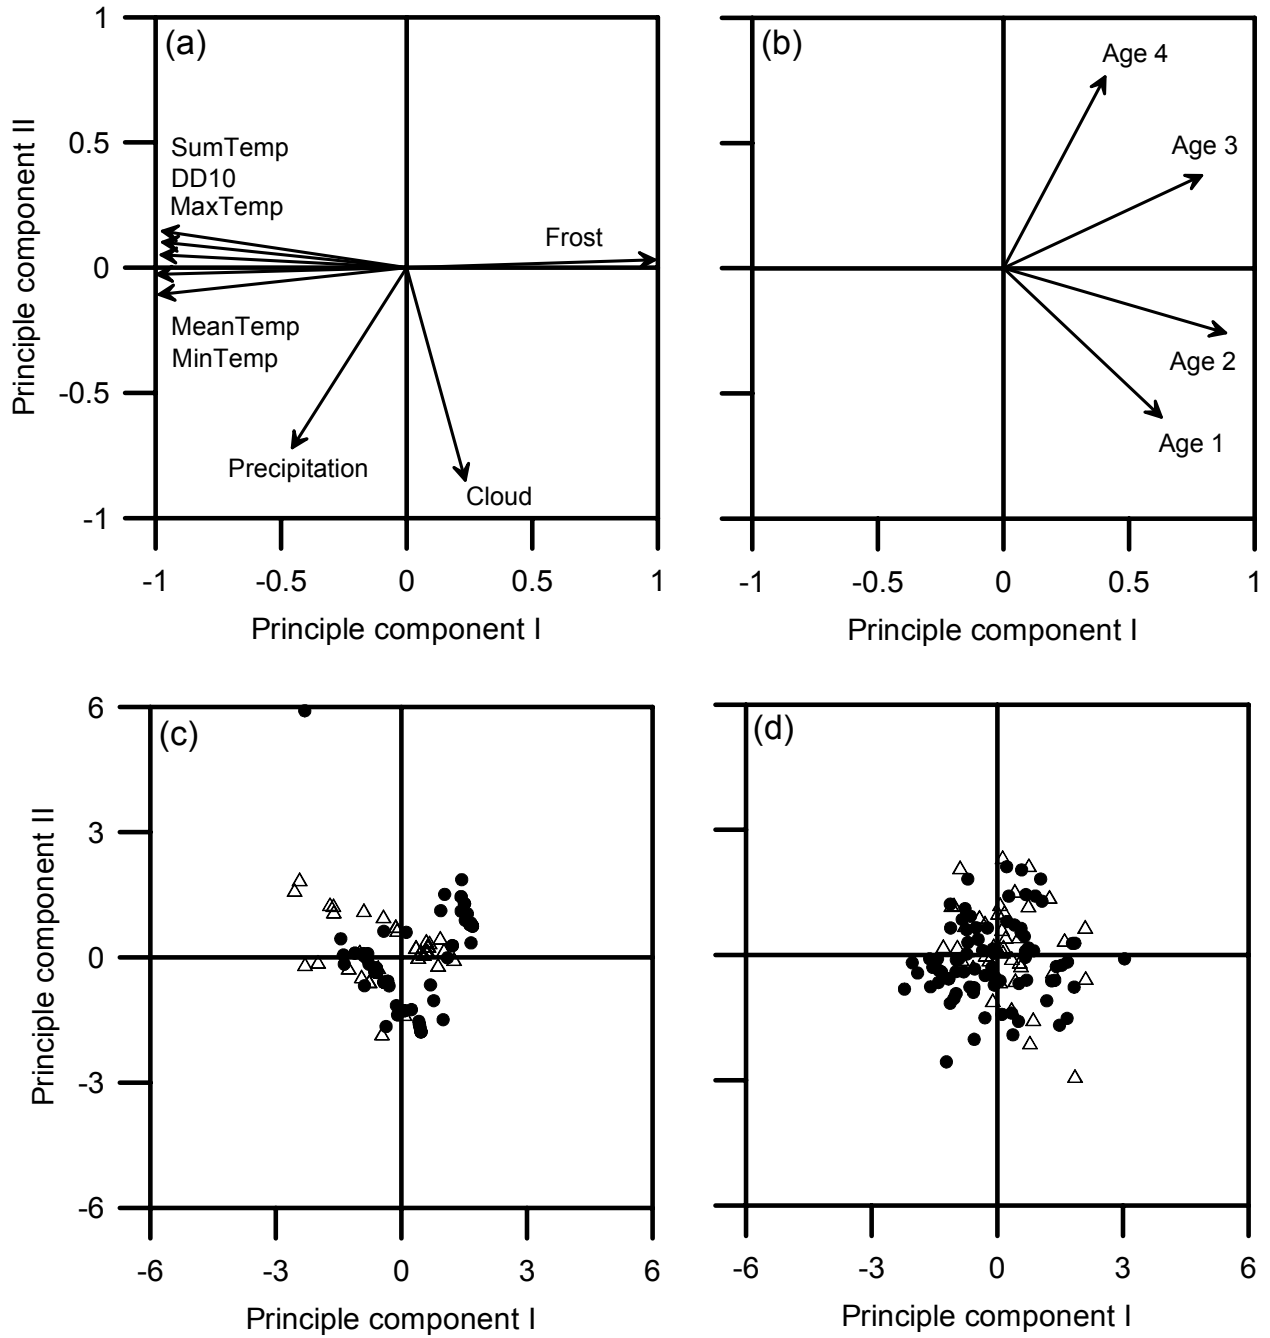 (a)
(b)
1
0.5
0
-0.5
-1
Principle component II
SumTemp
DD10
MaxTemp
Frost
MeanTemp
MinTemp
Precipitation
Cloud
-1 -0.5 0 0.5 1
Principle component I
Age 4
Age 3
Age 2
Age 1
-1 -0.5 0 0.5 1
Principle component I
(c)
(d)
6
3
0
-3
-6
Principle component II
-6 -3 0 3 6
Principle component I
-6 -3 0 3 6
Principle component I